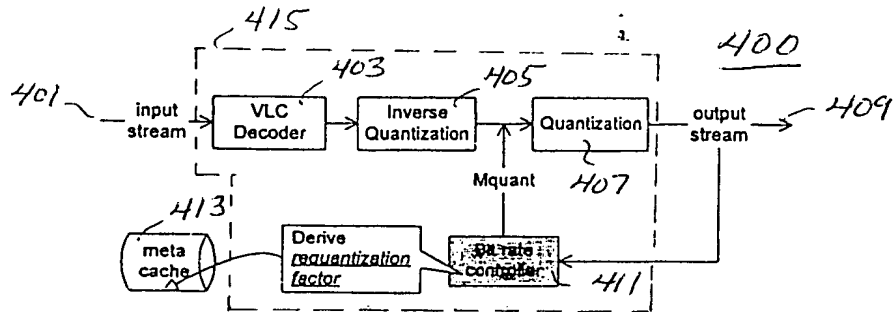 415
400
403
405
401
input stream
VLC Decoder
Inverse Quantization
Quantization
output stream
409
Mquant
407
413
meta cache
Derive requantization factor
Bit rate controller
411